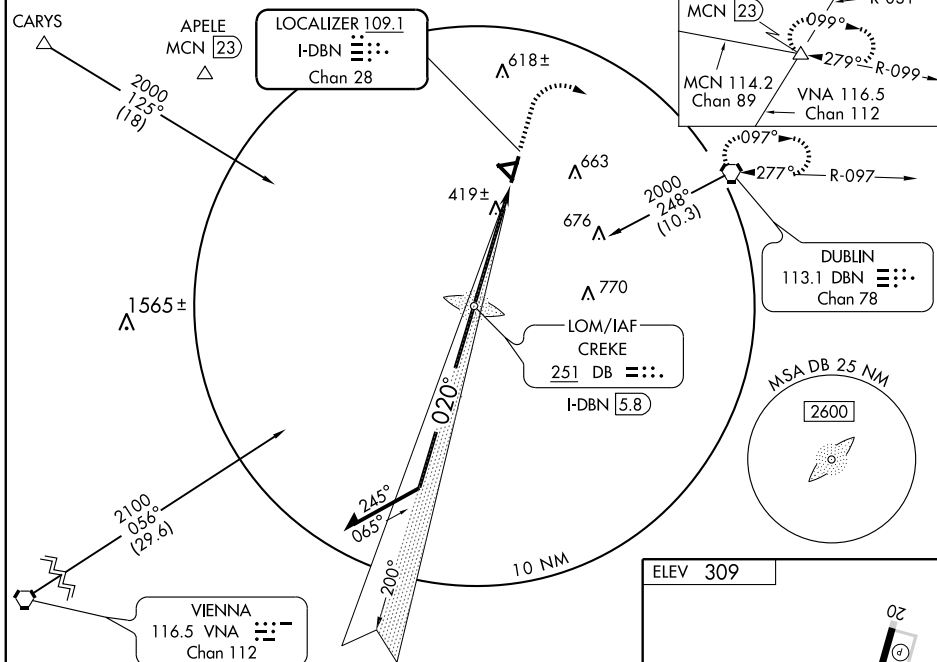 CARYS
2000
125°
(18)
APELE
MCN 23
LOCALIZER 109.1
I-DBN
Chan 28
618±
663
419±
676
770
1565±
2000
248°
(10.3)
MCN 23
099°
279°
R-099
MCN 114.2
Chan 89
VNA 116.5
Chan 112
097°
277°
R-097
DUBLIN
113.1 DBN
Chan 78
LOM/IAF
CREKE
251 DB
I-DBN 5.8
020°
245°
065°
200°
10 NM
MSA DB 25 NM
2600
2100
056°
(29.6)
VIENNA
116.5 VNA
Chan 112
ELEV 309
20
P